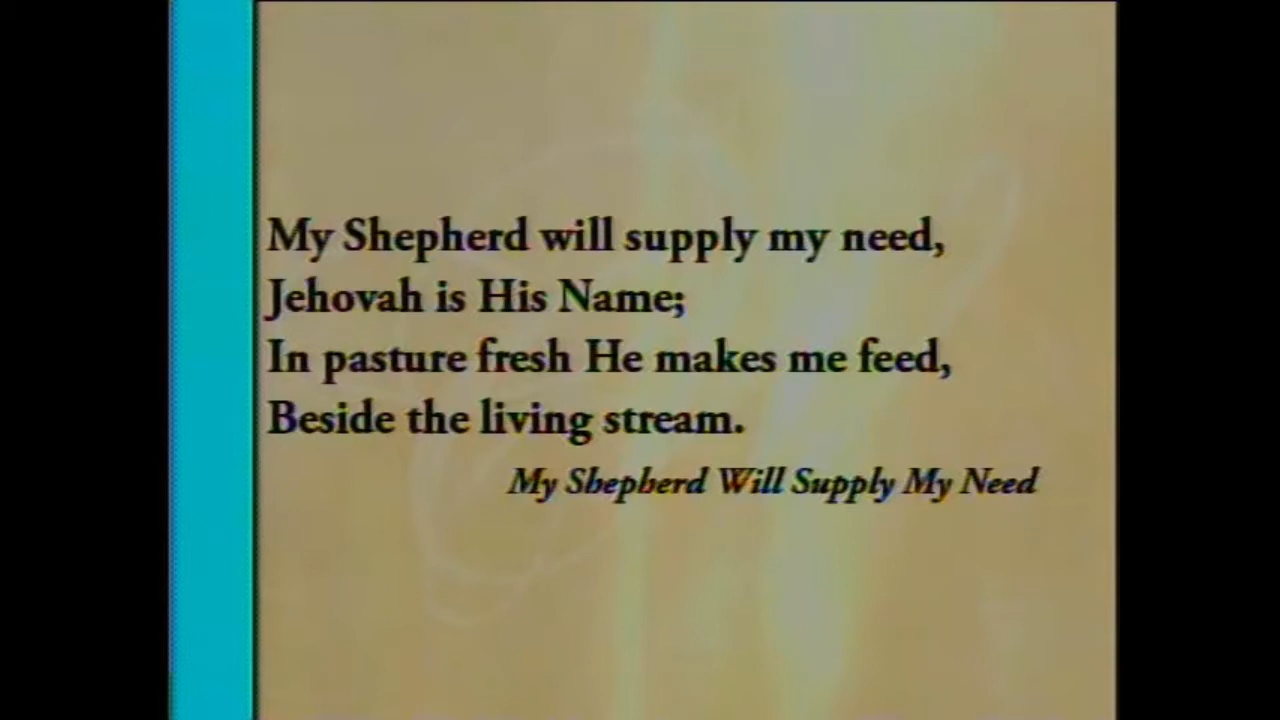 My Shepherd will supply my need,
Jehovah is His Name;
In pasture fresh He makes me feed,
Beside the living stream.
My Shepherd Will Supply My Need